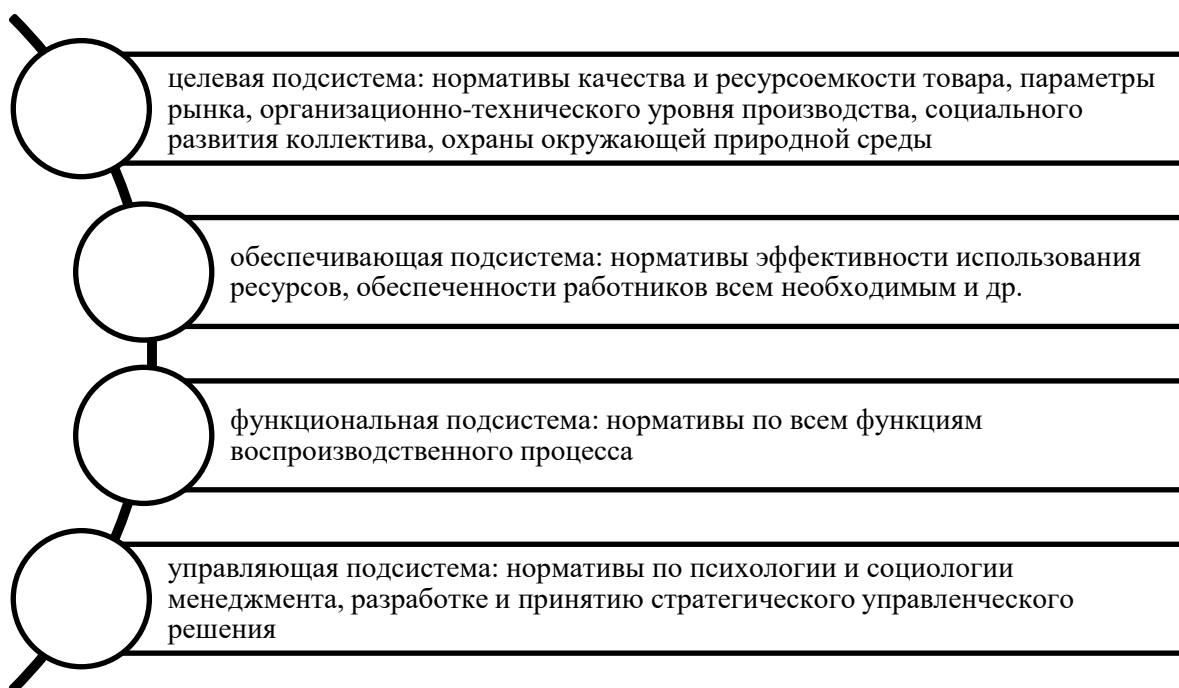 целевая подсистема: нормативы качества и ресурсоемкости товара, параметры
рынка, организационно-технического уровня производства, социального
развития коллектива, охраны окружающей природной среды
обеспечивающая подсистема: нормативы эффективности использования
ресурсов, обеспеченности работников всем необходимым и др.
функциональная подсистема: нормативы по всем функциям
воспроизводственного процесса
управляющая подсистема: нормативы по психологии и социологии
менеджмента, разработке и принятию стратегического управленческого
решения